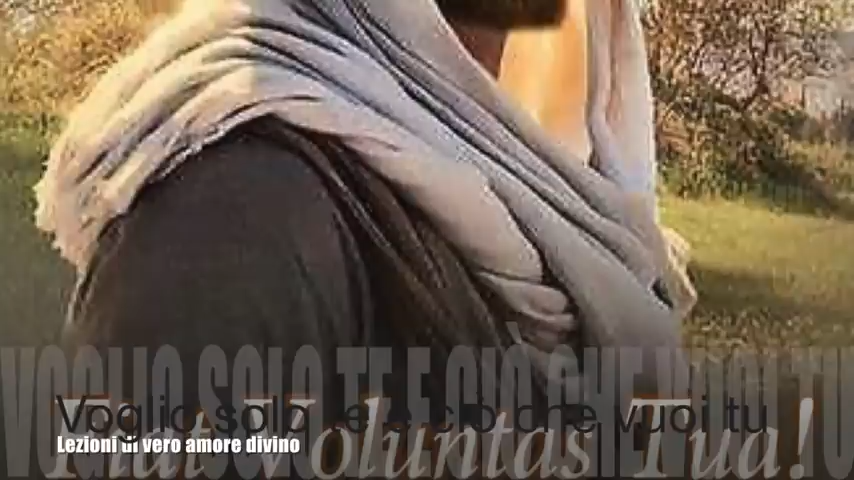 VOGLIO SOLO TE E CIÒ CHE VUOI TU
Voglio solo te e ciò che vuoi tu
Lezioni di vero amore divino
Fiat Voluntas Tua!